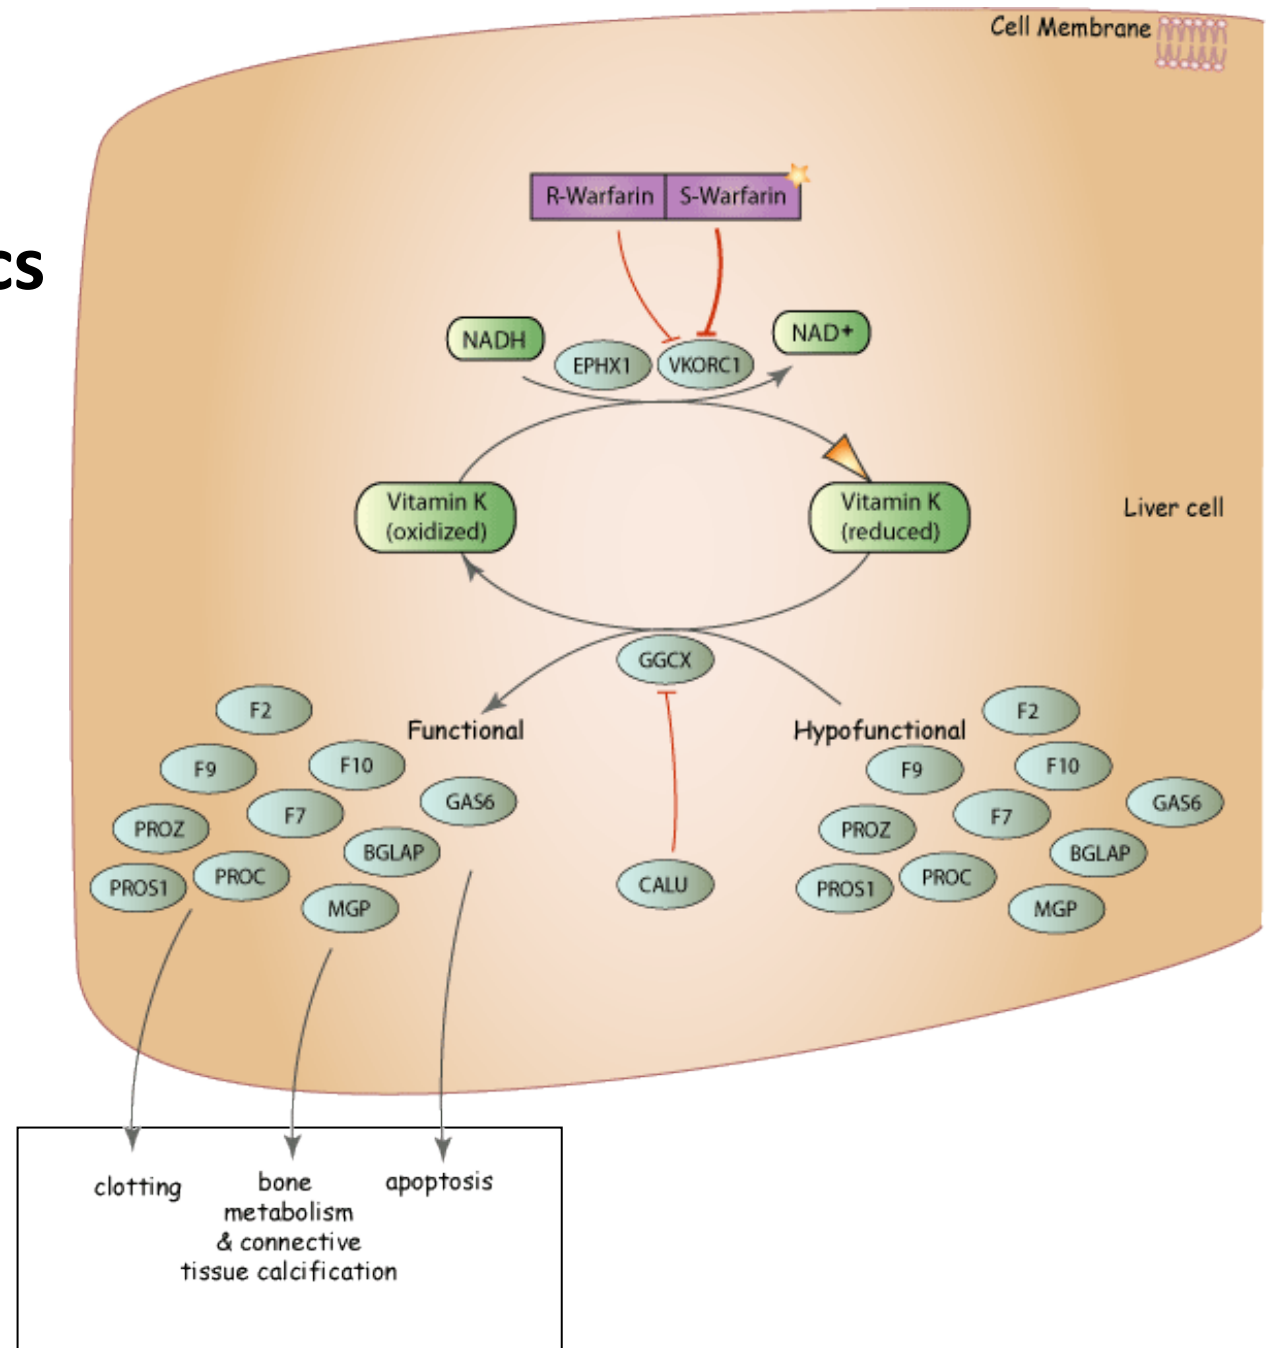 Cell Membrane
R-Warfarin S-Warfarin
cs
NADH
NAD+
EPHX1
VKORC1
Vitamin K
(oxidized)
Vitamin K
(reduced)
Liver cell
GGCX
Functional
Hypofunctional
F2
F9
F10
F7
GAS6
PROZ
BGLAP
PROS1
PROC
MGP
CALU
F2
F9
F10
F7
GAS6
PROZ
BGLAP
PROS1
PROC
MGP
clotting
bone
metabolism
& connective
tissue calcification
apoptosis